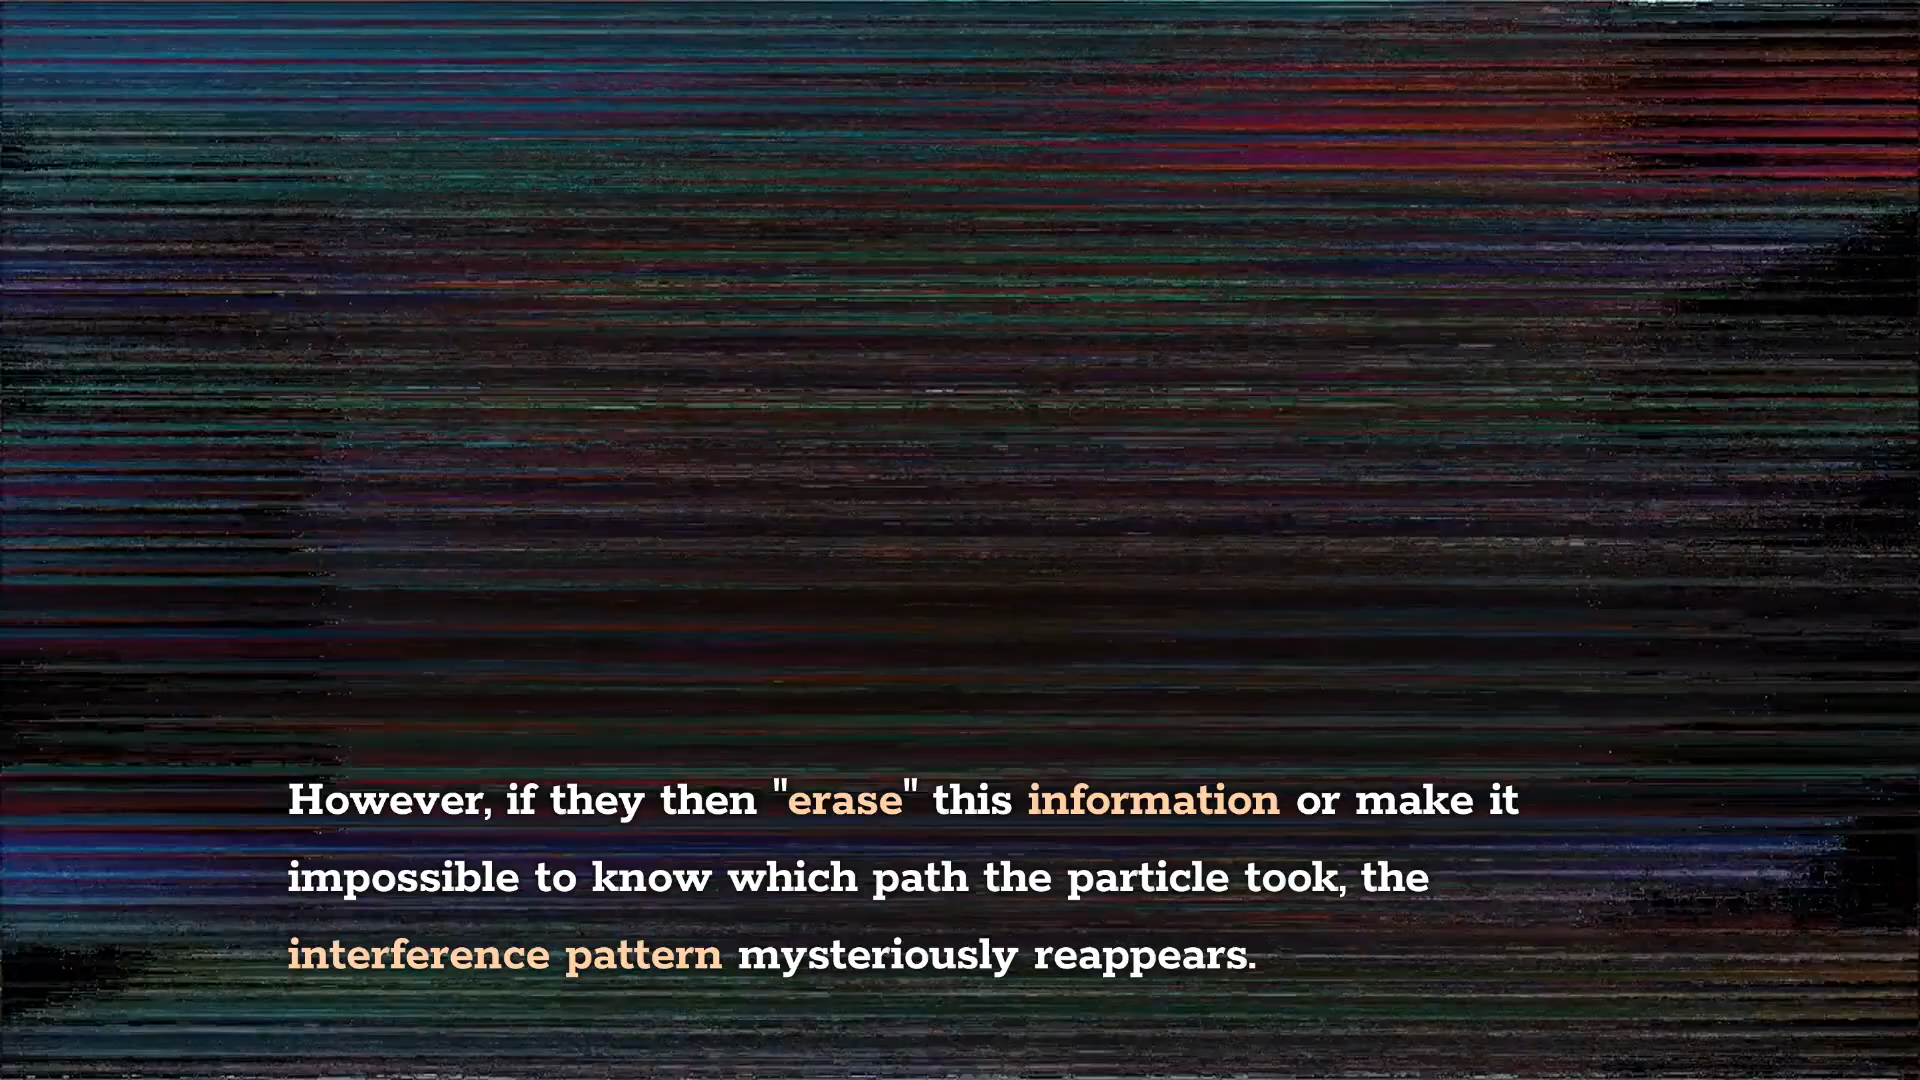 However, if they then "erase" this information or make it
impossible to know which path the particle took, the
interference pattern mysteriously reappears.